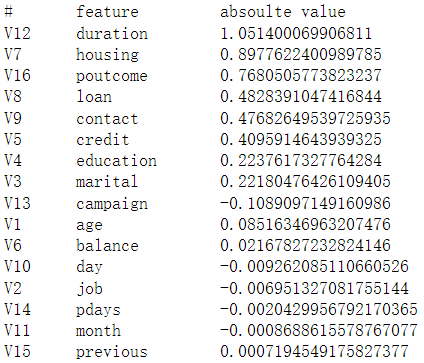 # feature absoulte value
V12 duration 1.051400069906811
V7 housing 0.8977622400989785
V16 poutcome 0.7680505773823237
V8 loan 0.4828391047416844
V9 contact 0.47682649539725935
V5 credit 0.4095914643939325
V4 education 0.2237617327764284
V3 marital 0.22180476426109405
V13 campaign -0.1089097149160986
V1 age 0.08516346963207476
V6 balance 0.02167827232824146
V10 day -0.009262085110660526
V2 job -0.006951327081755144
V14 pdays -0.0020429956792170365
V11 month -0.0008688615578767077
V15 previous 0.0007194549175827377